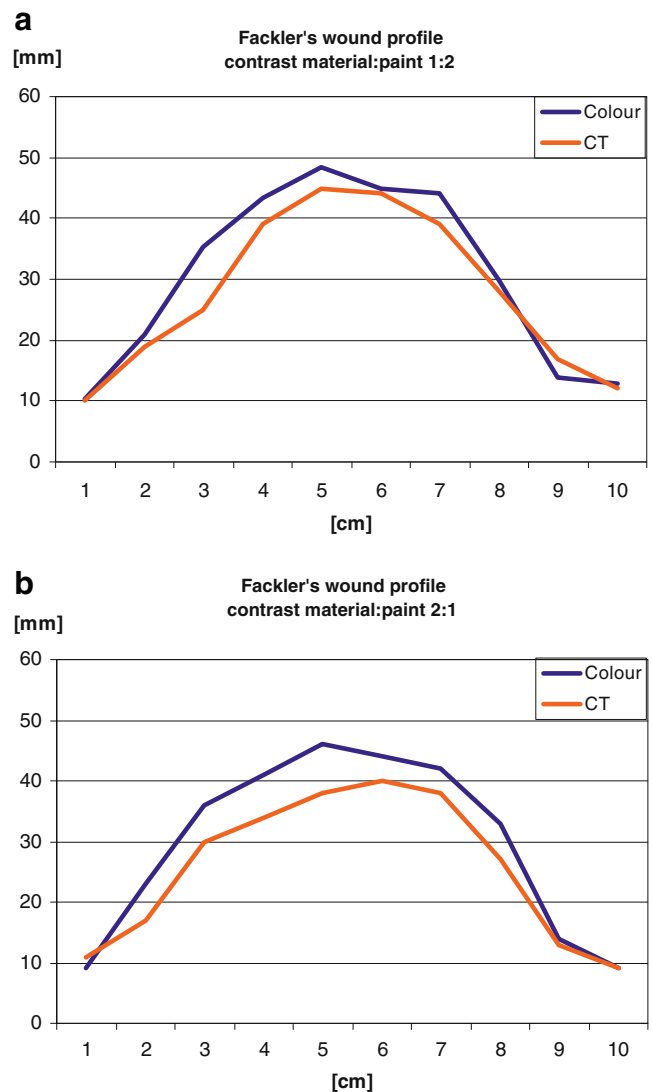 a
Fackler's wound profile
contrast material:paint 1:2
[mm]
60
50
40
30
20
10
0
Colour
CT
1 2 3 4 5 6 7 8 9 10
[cm]
b
Fackler's wound profile
contrast material:paint 2:1
[mm]
60
50
40
30
20
10
0
Colour
CT
1 2 3 4 5 6 7 8 9 10
[cm]